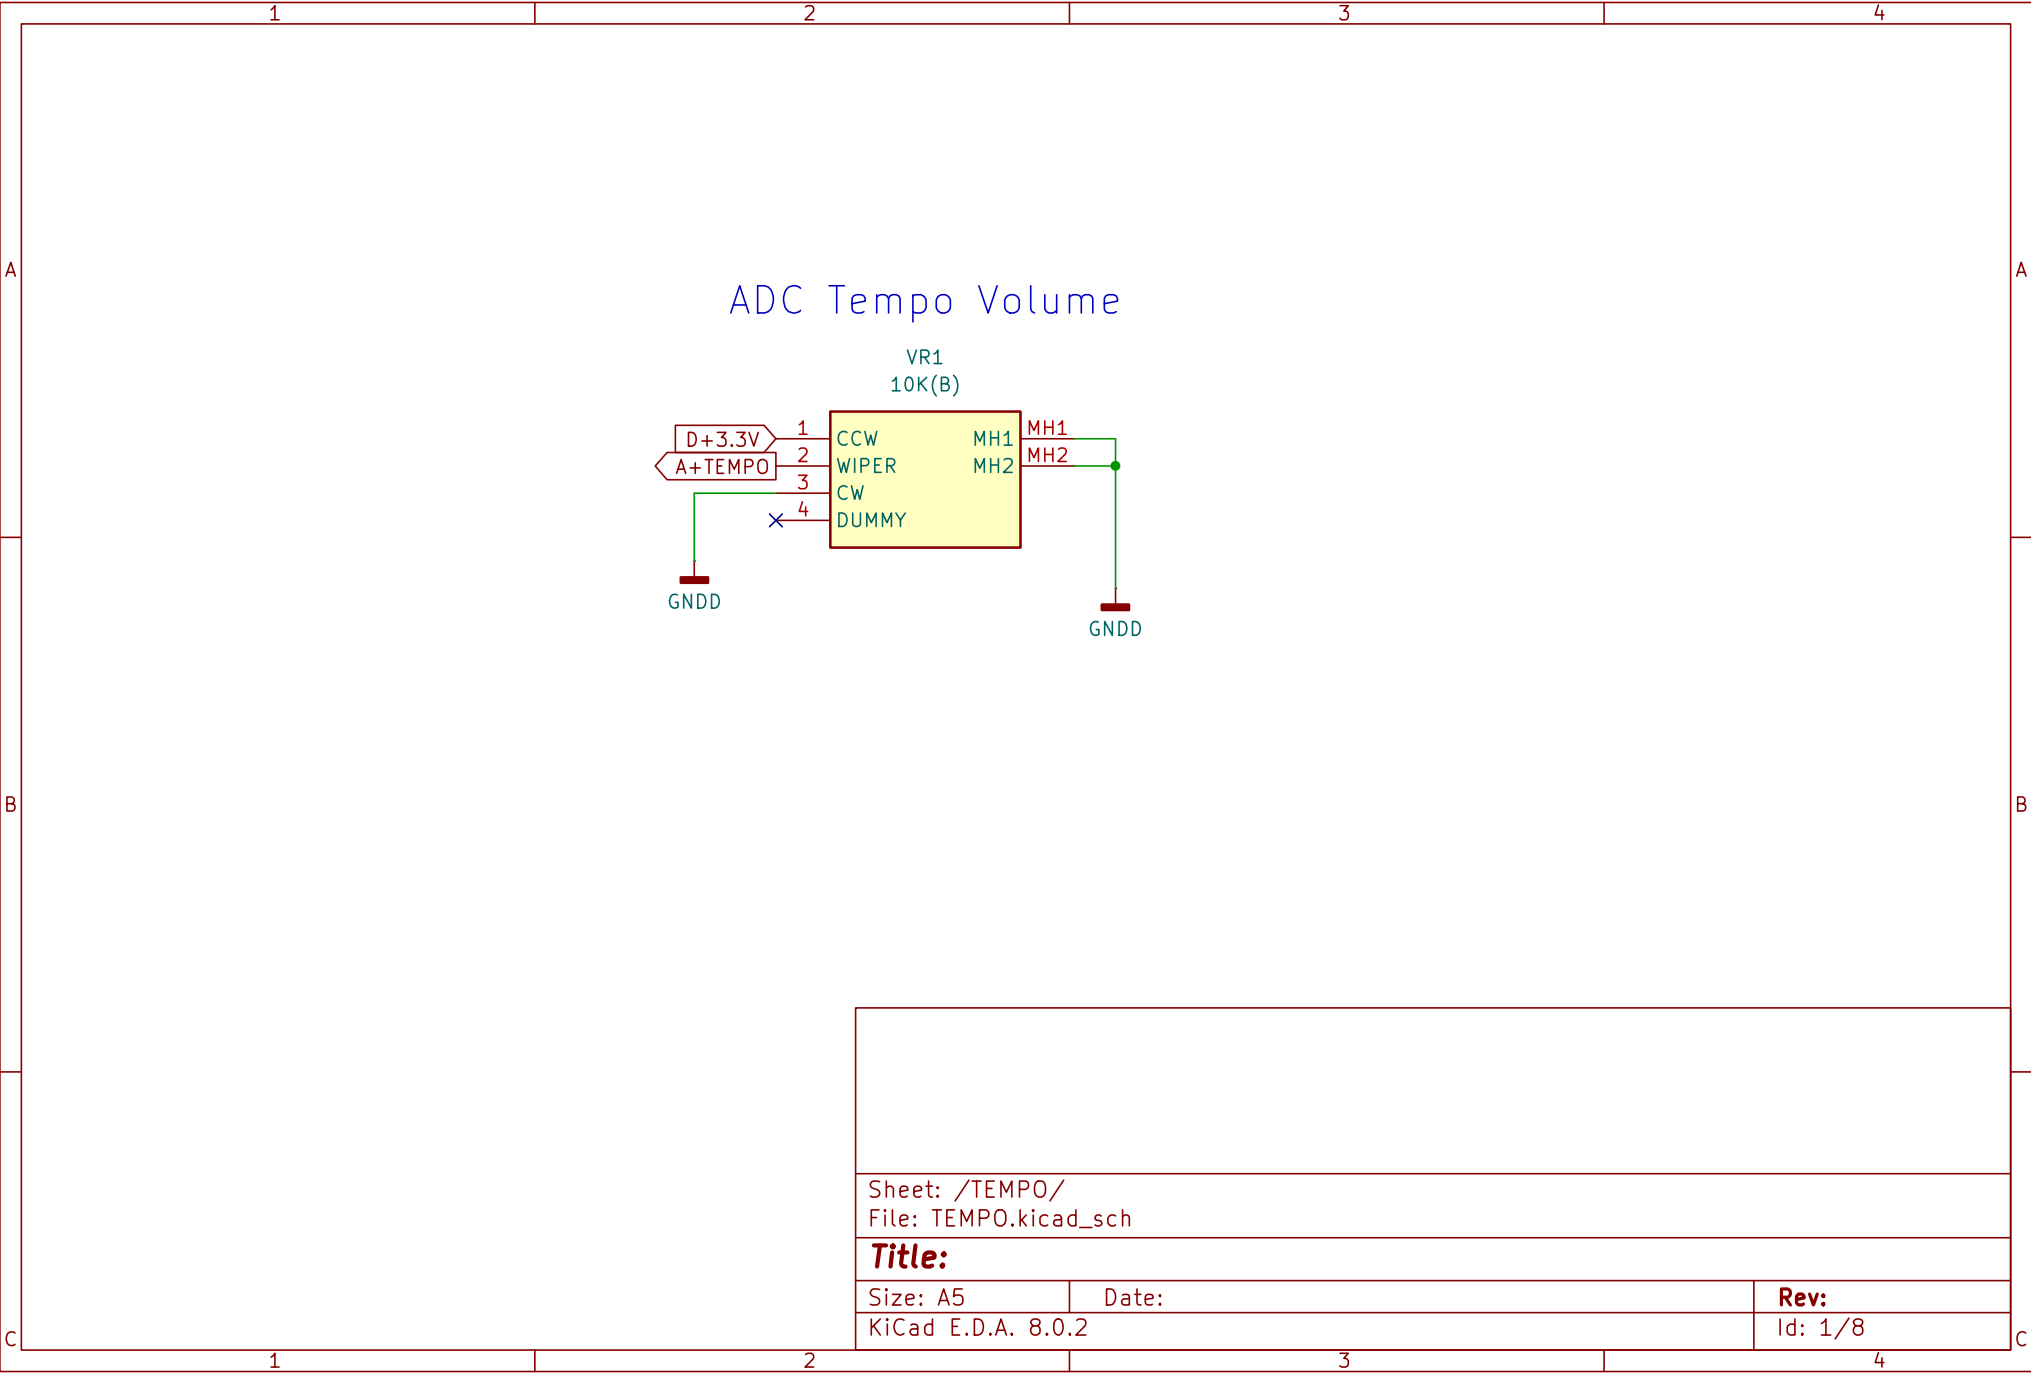 1 2 3 4
A A
ADC Tempo Volume
VR1
10K(B)
D+3.3V 1 CCW MH1 MH1
A+TEMPO 2 WIPER MH2 MH2
3 CW
4 DUMMY
GNDD
GNDD
B B
Sheet: /TEMPO/
File: TEMPO.kicad_sch
Title:
Size: A5 Date: Rev:
KiCad E.D.A. 8.0.2 Id: 1/8
C C
1 2 3 4